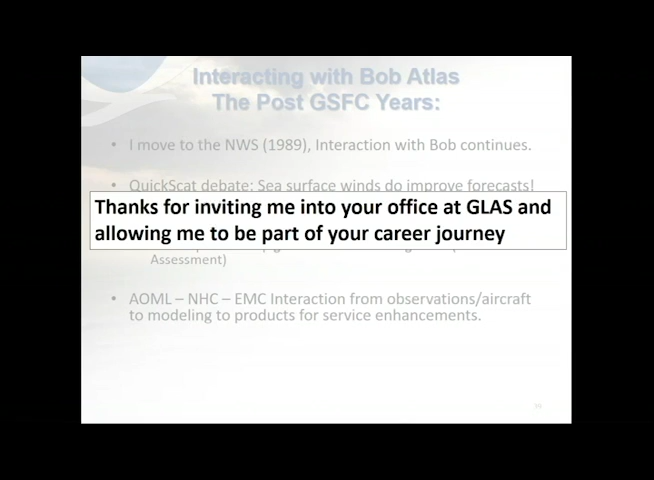 Interacting with Bob Atlas
The Post GSFC Years:
• I move to the NWS (1989), Interaction with Bob continues.
• QuickScat debate: Sea surface winds do improve forecasts!
Thanks for inviting me into your office at GLAS and
allowing me to be part of your career journey
Assessment)
• AOML – NHC – EMC Interaction from observations/aircraft
to modeling to products for service enhancements.